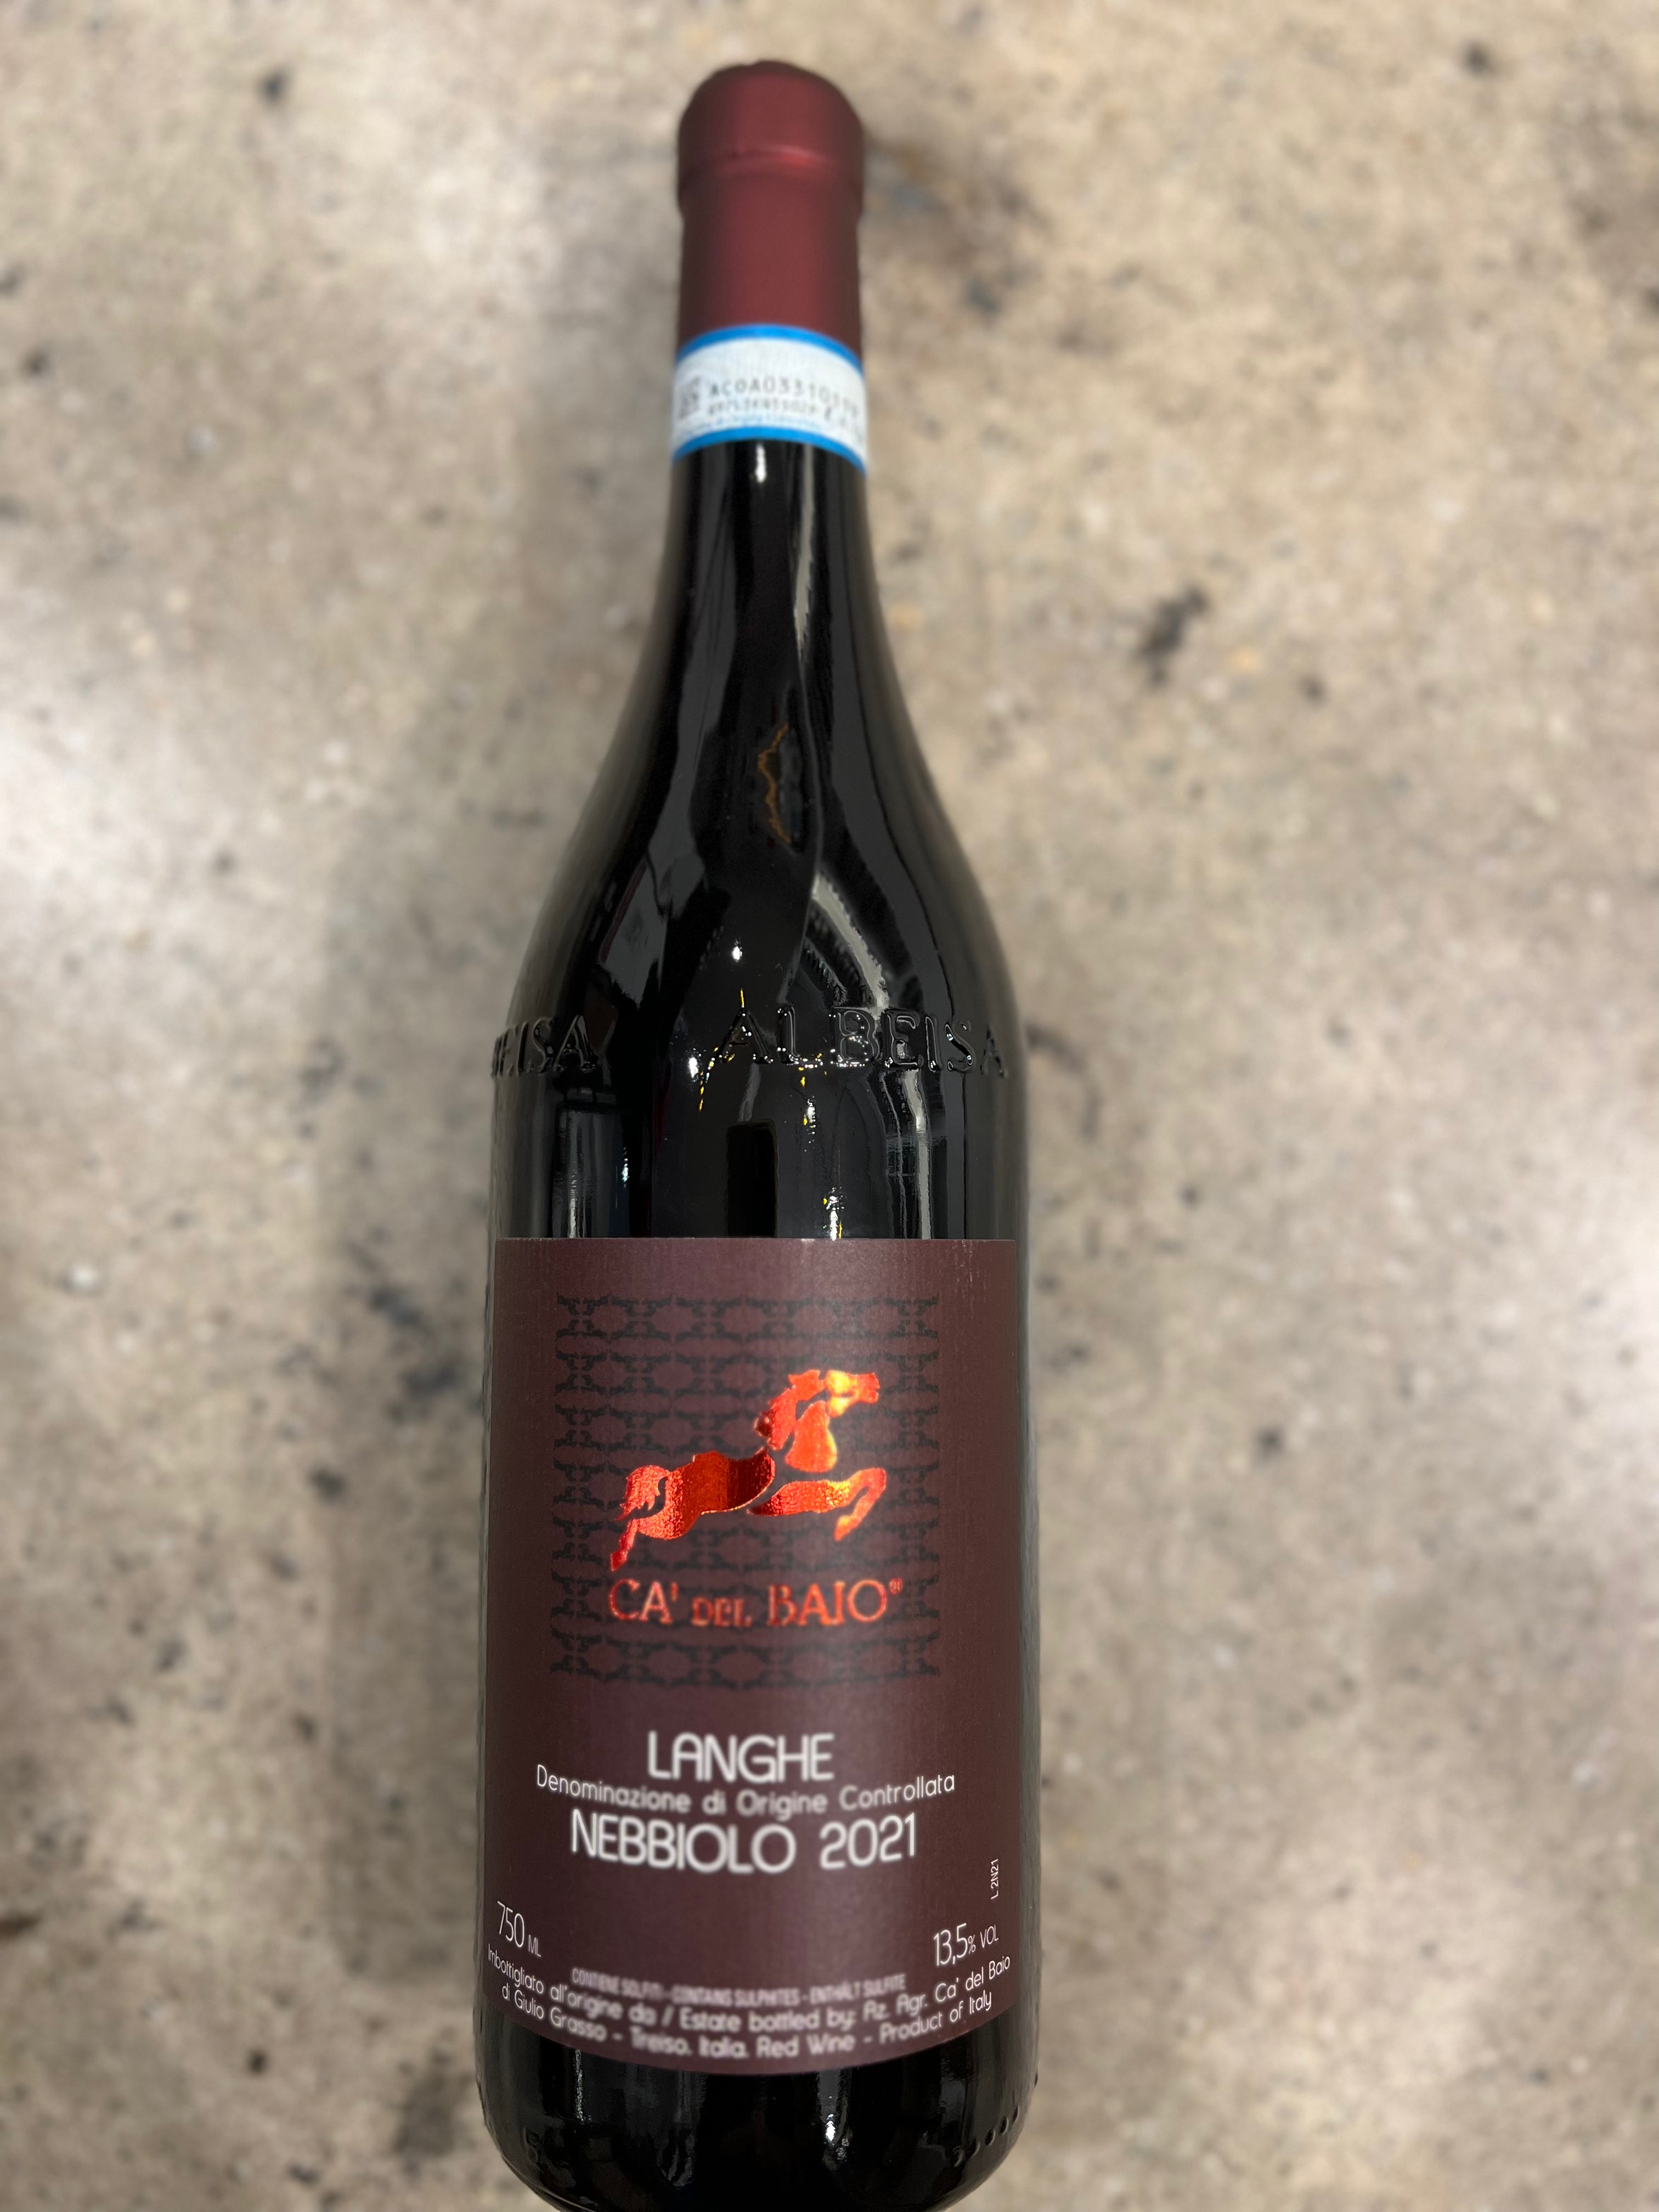 ACOA
BEISA ALBEISA
CA' DEL BAIO®
LANGHE
Denominazione di Origine Controllata
NEBBIOLO 2021
L 2N21
750 ML
13,5% VOL
CONTIENE SOLFITI - CONTAINS SULPHITES - ENTHÄLT SULFITE
Imbottigliato all'origine da / Estate bottled by: Az. Agr. Ca' del Baio
di Giulio Grasso - Treiso. Italia. Red Wine - Product of Italy